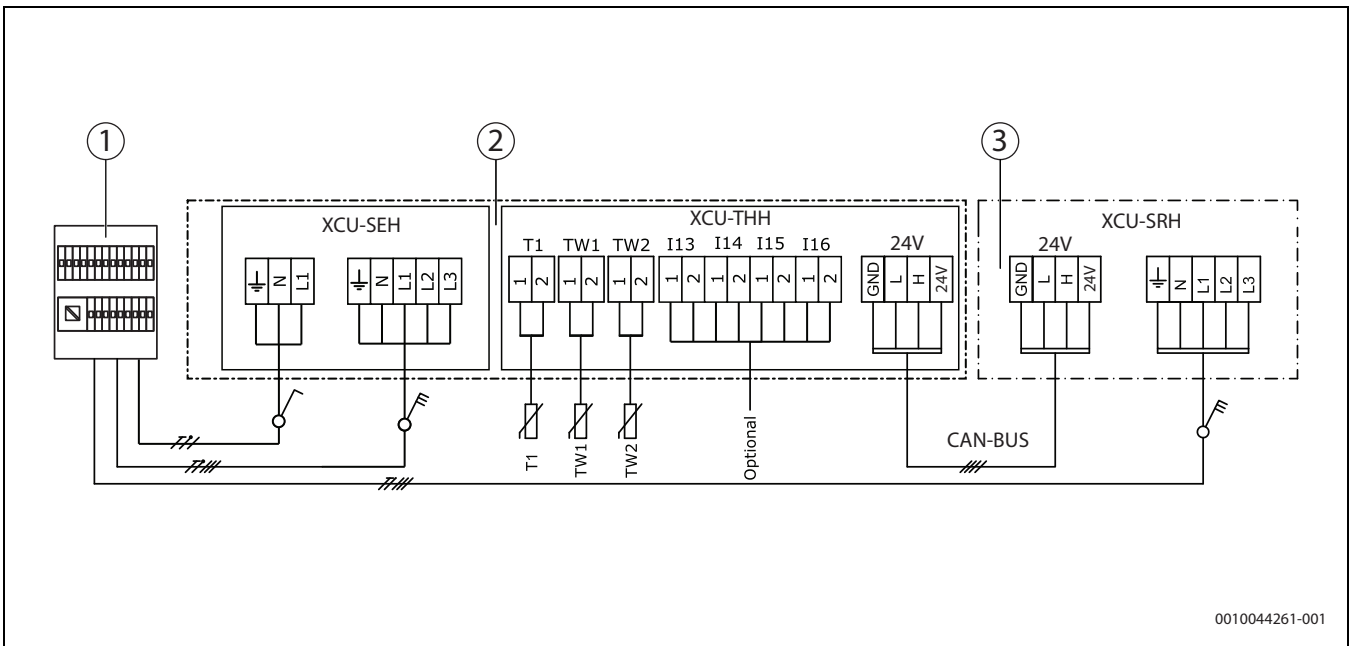 1
2
3
XCU-SEH
XCU-THH
XCU-SRH
T1 TW1 TW2 I13 I14 I15 I16 24V
24V
⏚ N L1
⏚ N L1 L2 L3
1 2
1 2
1 2
1 2 1 2 1 2 1 2
GND L H 24V
GND L H 24V
⏚ N L1 L2 L3
T1
TW1
TW2
Optional
CAN-BUS
0010044261-001